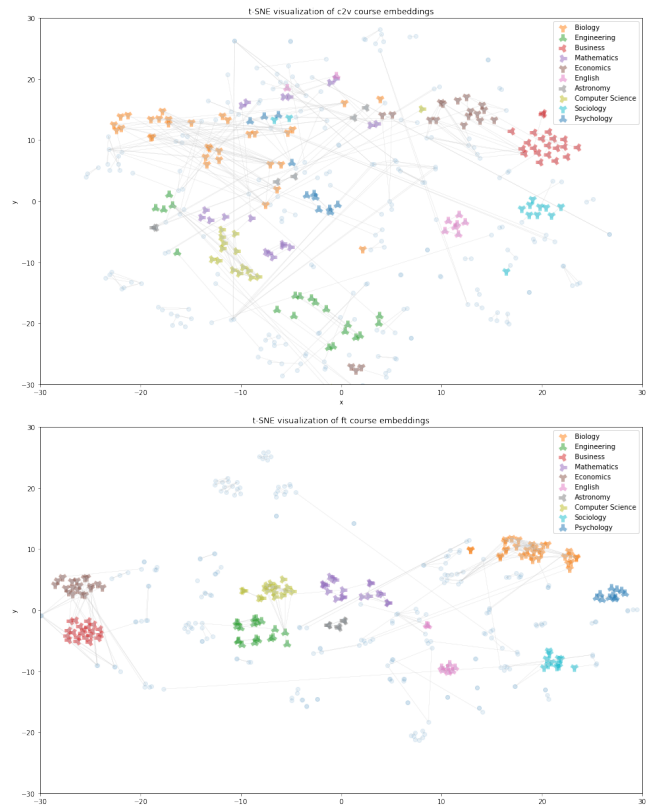 t-SNE visualization of c2v course embeddings
30
20
10
0
−10
−20
−30
y
−30
−20
−10
0
10
20
30
x
Biology
Engineering
Business
Mathematics
Economics
English
Astronomy
Computer Science
Sociology
Psychology
t-SNE visualization of ft course embeddings
30
20
10
0
−10
−20
−30
y
−30
−20
−10
0
10
20
30
Biology
Engineering
Business
Mathematics
Economics
English
Astronomy
Computer Science
Sociology
Psychology